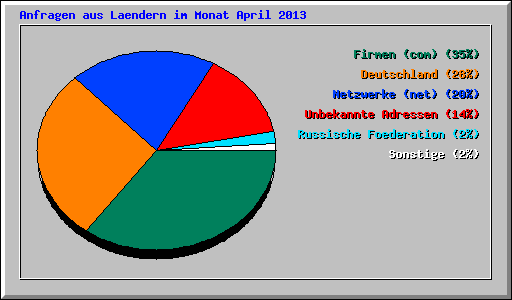 Anfragen aus Laendern im Monat April 2013
Firmen (com) (35%)
Deutschland (28%)
Netzwerke (net) (20%)
Unbekannte Adressen (14%)
Russische Foederation (2%)
Sonstige (2%)